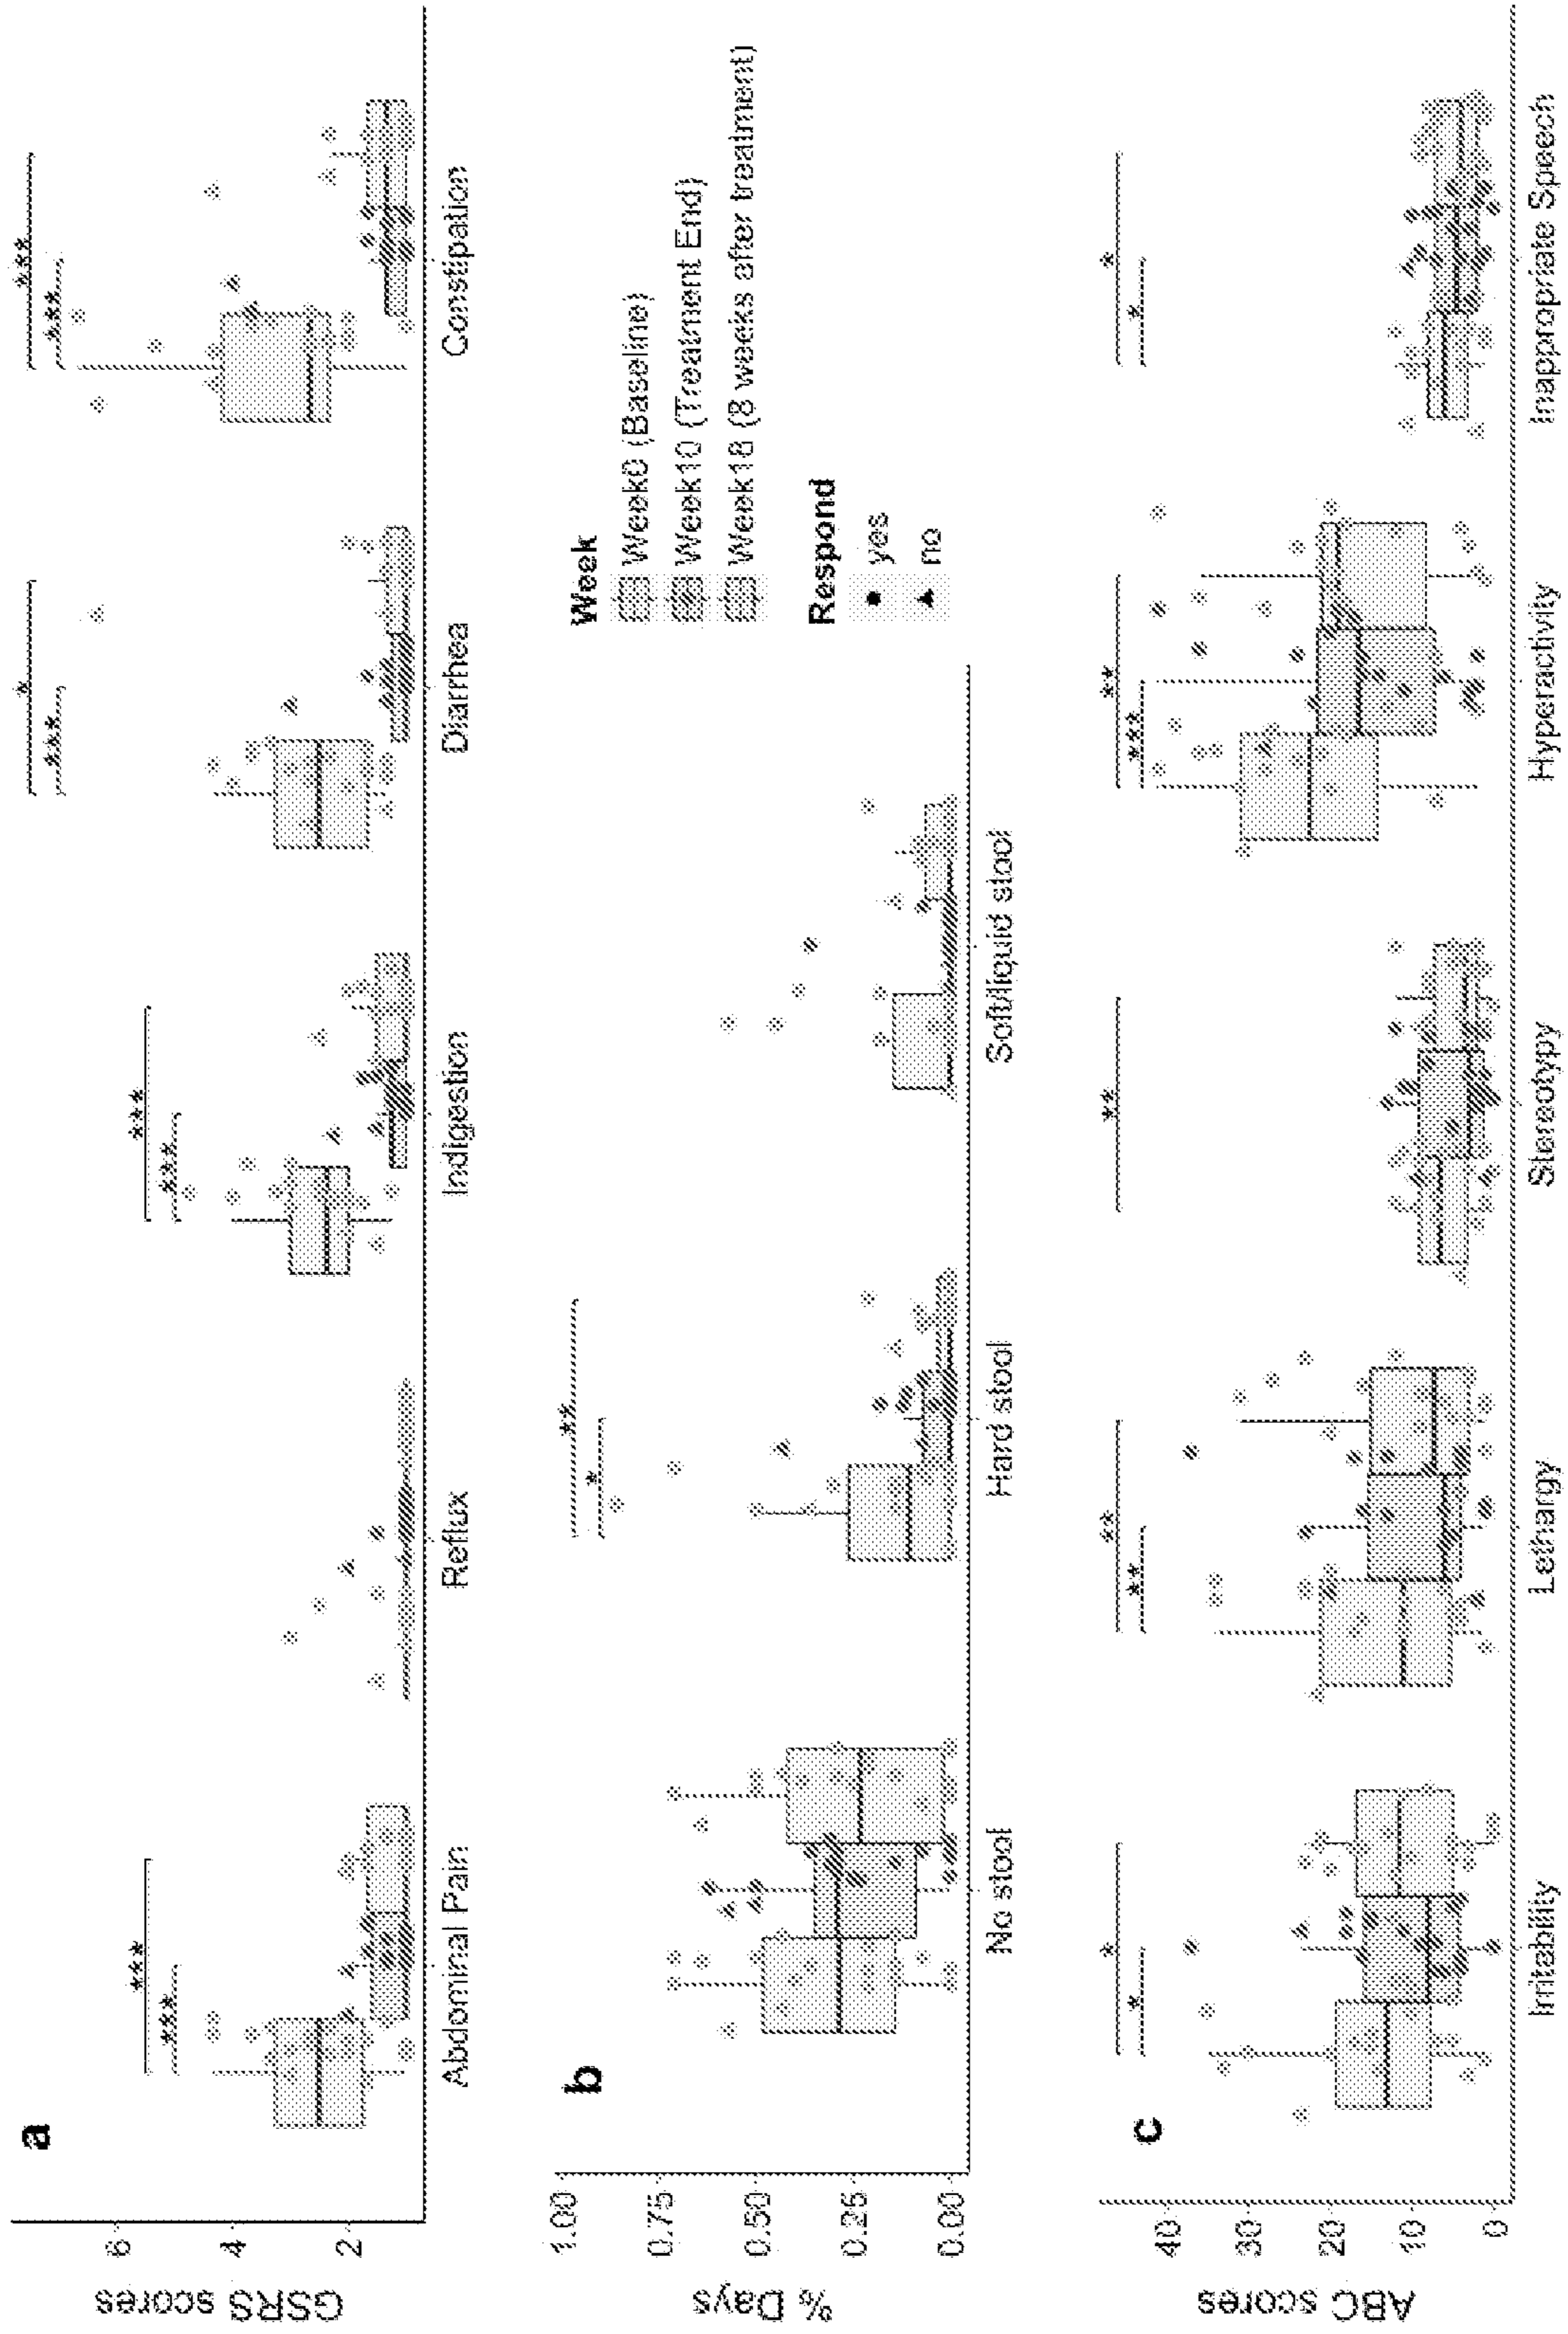 a
GSRS scores
6
4
2
***
***
***
***
*
***
***
***
Abdominal Pain
Reflux
Indigestion
Diarrhea
Constipation
b
% Days
1.00
0.75
0.50
0.25
0.00
**
*
No stool
Hard stool
Soft/liquid stool
Week
Week0 (Baseline)
Week10 (Treatment End)
Week18 (8 weeks after treatment)
Respond
yes
no
c
ABC scores
40
30
20
10
0
*
*
**
**
**
**
***
*
*
Irritability
Lethargy
Stereotypy
Hyperactivity
Inappropriate Speech